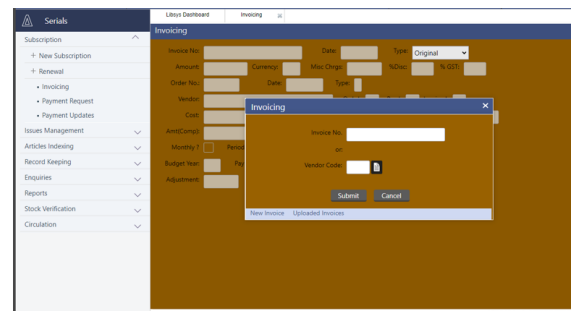 Serials
Libsys Dashboard Invoicing
Invoicing
Subscription
+ New Subscription
+ Renewal
• Invoicing
• Payment Request
• Payment Updates
Issues Management
Articles Indexing
Record Keeping
Enquiries
Reports
Stock Verification
Circulation
Invoice No: Date: Type: Original
Amount: Currency: Misc Chrgs: %Disc: % GST:
Order No.: Date: Type:
Vendor:
Cost:
Amt(Comp):
Monthly ? Period
Budget Year: Pay
Adjustment:
Invoicing ×
Invoice No.
or
Vendor Code:
Submit Cancel
New Invoice Uploaded Invoices